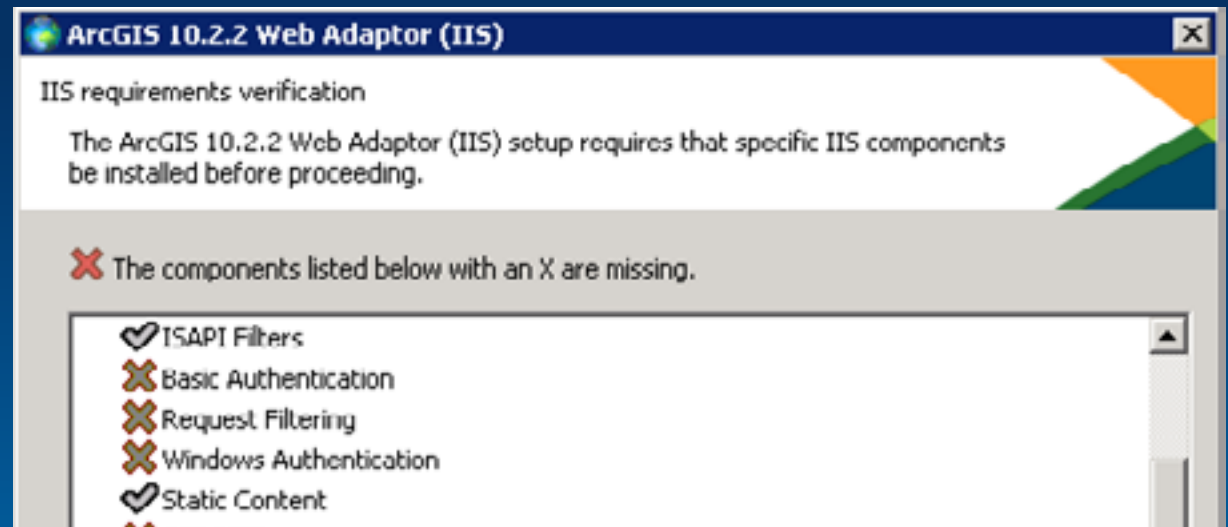 ArcGIS 10.2.2 Web Adaptor (IIS)
IIS requirements verification
The ArcGIS 10.2.2 Web Adaptor (IIS) setup requires that specific IIS components
be installed before proceeding.
The components listed below with an X are missing.
ISAPI Filters
Basic Authentication
Request Filtering
Windows Authentication
Static Content